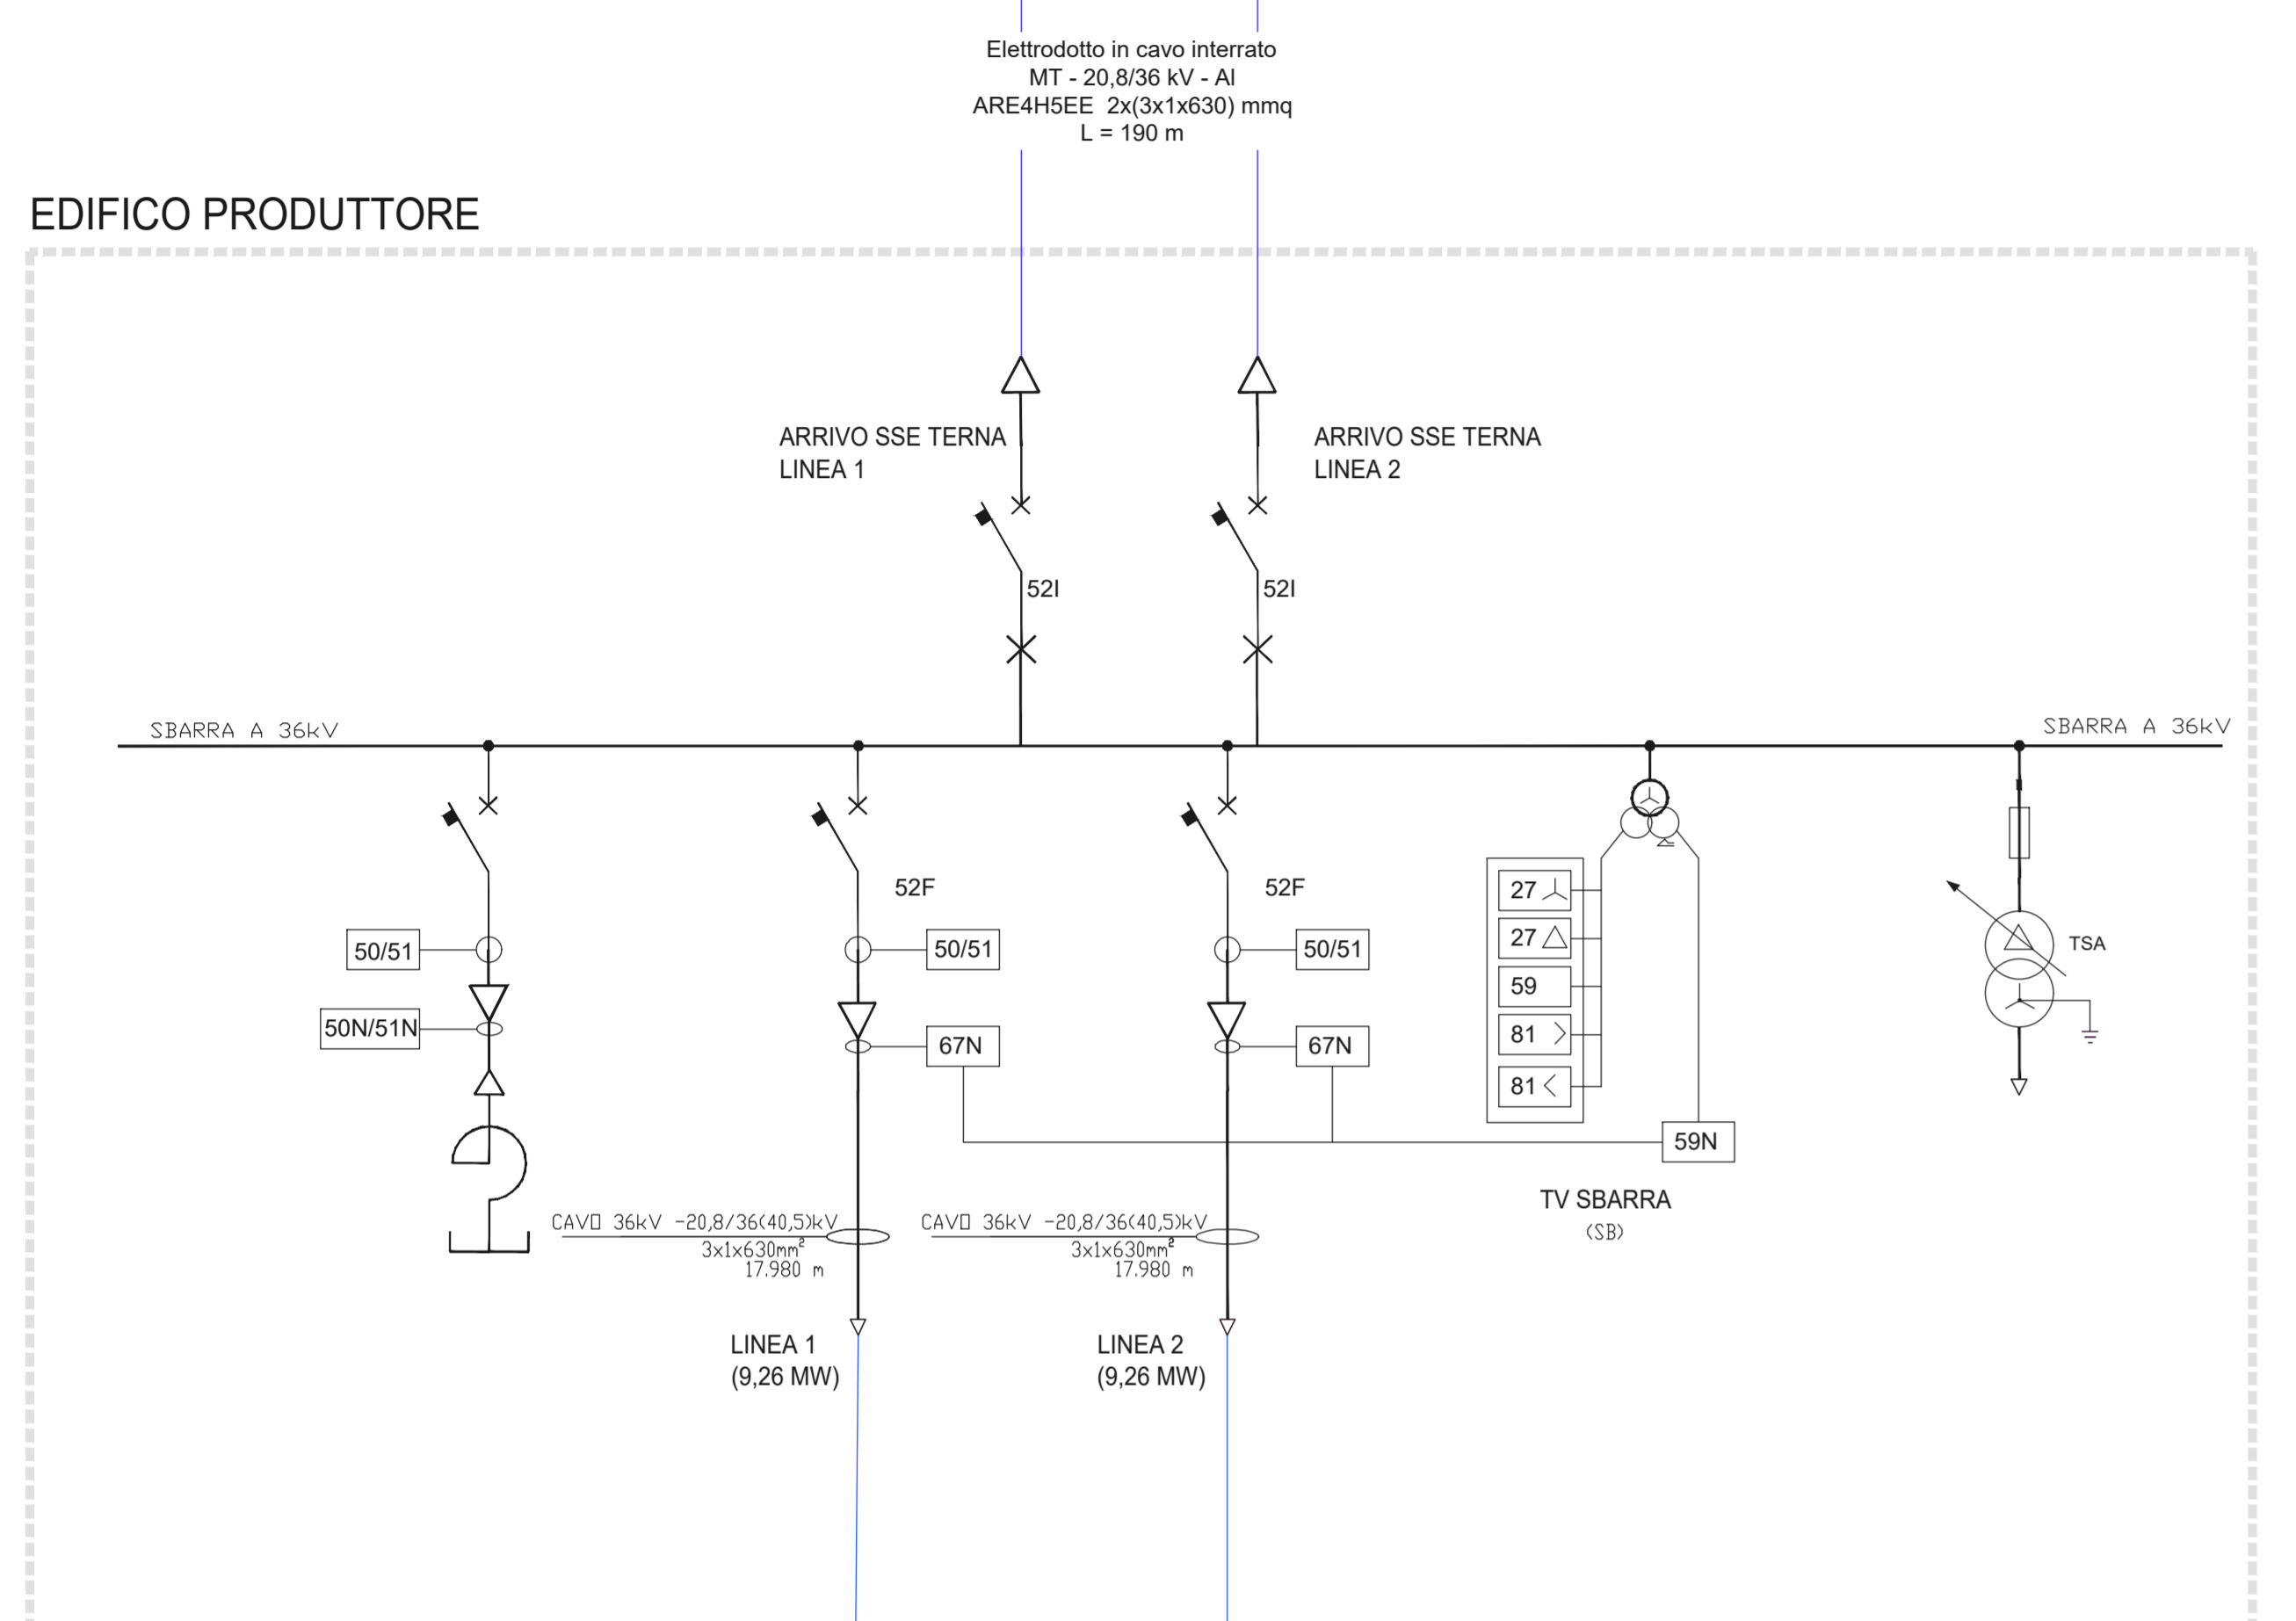 Elettrodotto in cavo interrato
MT - 20,8/36 kV - Al
ARE4H5EE 2x(3x1x630) mmq
L = 190 m
EDIFICO PRODUTTORE
ARRIVO SSE TERNA
LINEA 1
ARRIVO SSE TERNA
LINEA 2
52I
52I
SBARRA A 36kV
SBARRA A 36kV
52F
52F
50/51
50/51
50/51
50N/51N
67N
67N
27
27
59
81 >
81 <
59N
TSA
TV SBARRA
(SB)
CAVO 36kV -20,8/36(40,5)kV
3x1x630mm²
17.980 m
CAVO 36kV -20,8/36(40,5)kV
3x1x630mm²
17.980 m
LINEA 1
(9,26 MW)
LINEA 2
(9,26 MW)